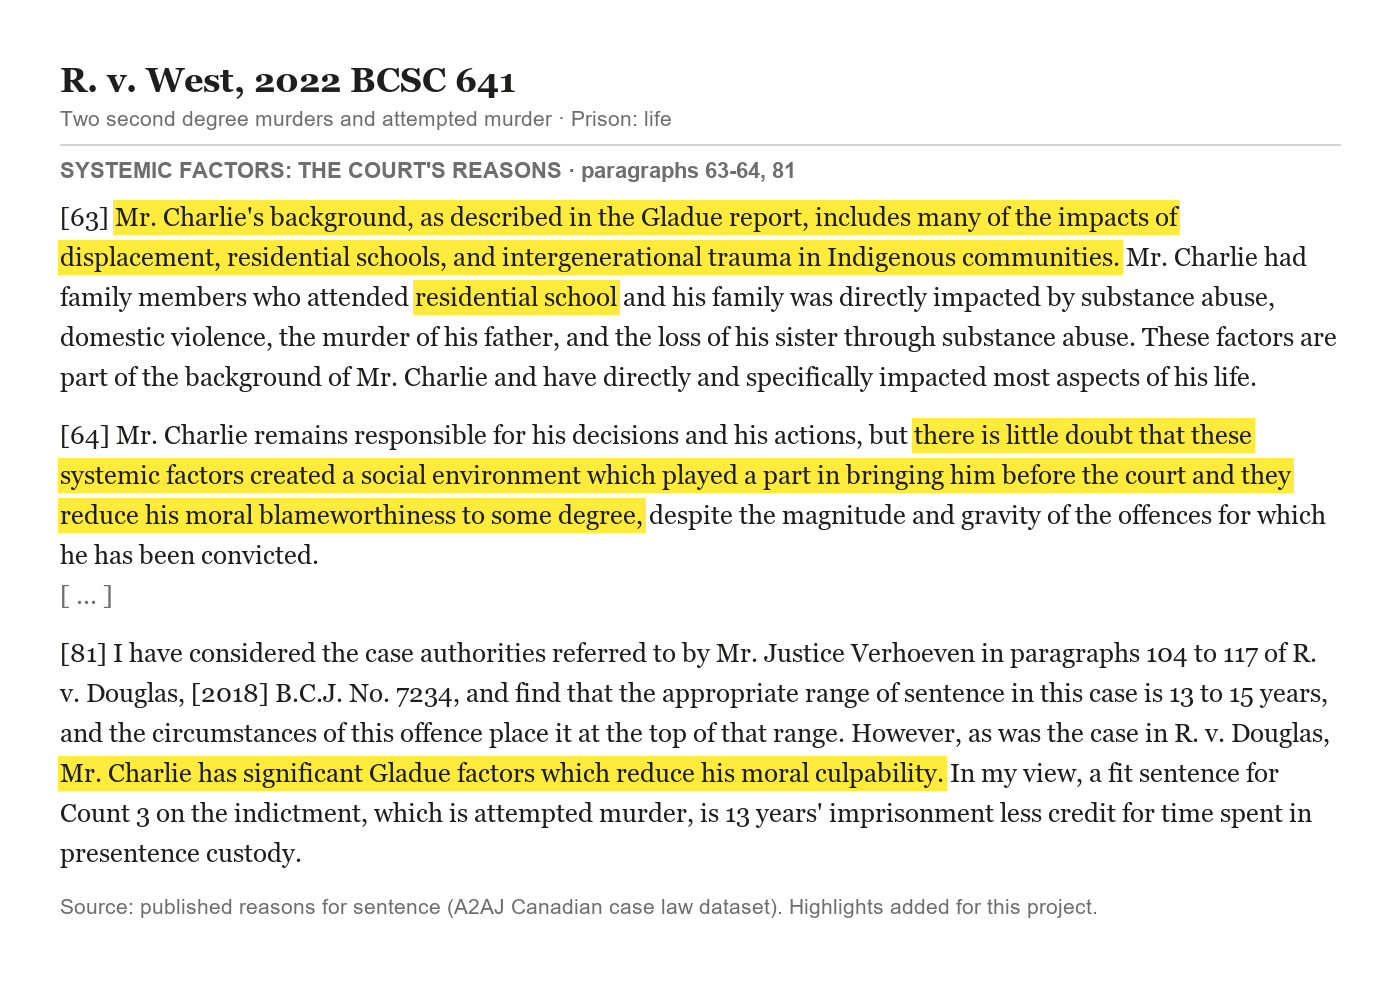 R. v. West, 2022 BCSC 641
Two second degree murders and attempted murder · Prison: life
SYSTEMIC FACTORS: THE COURT'S REASONS · paragraphs 63-64, 81
[63] Mr. Charlie's background, as described in the Gladue report, includes many of the impacts of
displacement, residential schools, and intergenerational trauma in Indigenous communities. Mr. Charlie had
family members who attended residential school and his family was directly impacted by substance abuse,
domestic violence, the murder of his father, and the loss of his sister through substance abuse. These factors are
part of the background of Mr. Charlie and have directly and specifically impacted most aspects of his life.
[64] Mr. Charlie remains responsible for his decisions and his actions, but there is little doubt that these
systemic factors created a social environment which played a part in bringing him before the court and they
reduce his moral blameworthiness to some degree, despite the magnitude and gravity of the offences for which
he has been convicted.
[ ... ]
[81] I have considered the case authorities referred to by Mr. Justice Verhoeven in paragraphs 104 to 117 of R.
v. Douglas, [2018] B.C.J. No. 7234, and find that the appropriate range of sentence in this case is 13 to 15 years,
and the circumstances of this offence place it at the top of that range. However, as was the case in R. v. Douglas,
Mr. Charlie has significant Gladue factors which reduce his moral culpability. In my view, a fit sentence for
Count 3 on the indictment, which is attempted murder, is 13 years' imprisonment less credit for time spent in
presentence custody.
Source: published reasons for sentence (A2AJ Canadian case law dataset). Highlights added for this project.